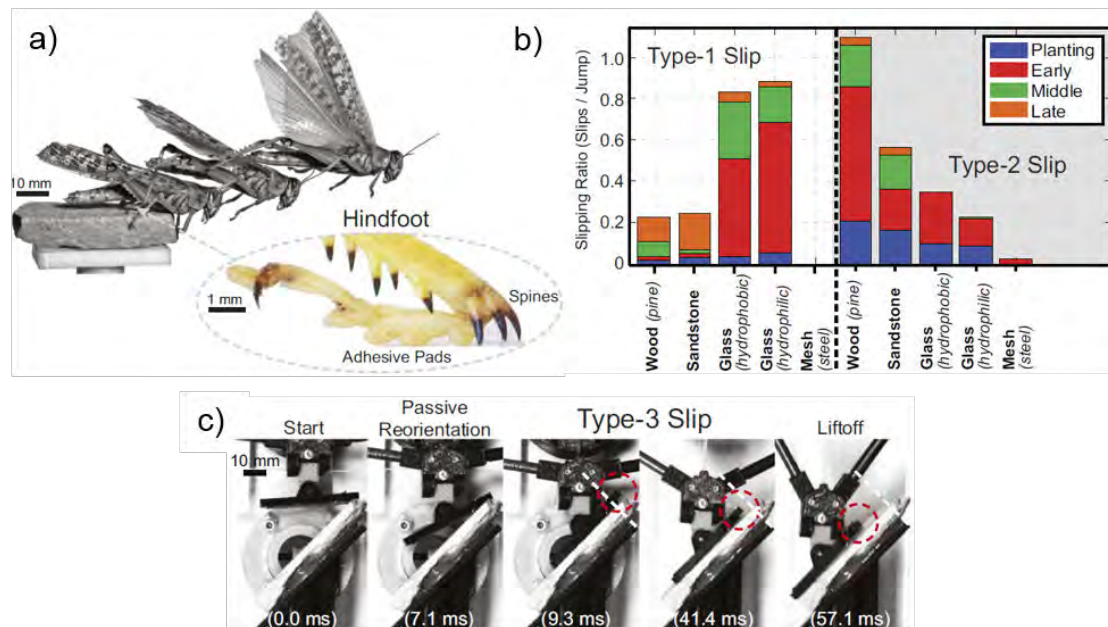 a)
10 mm
Hindfoot
1 mm
Spines
Adhesive Pads
b)
Type-1 Slip
Type-2 Slip
Planting
Early
Middle
Late
Slipping Ratio (Slips / Jump)
1.0
0.8
0.6
0.4
0.2
0
Wood (pine)
Sandstone
Glass
(hydrophobic)
Glass
(hydrophilic)
Mesh
(steel)
Wood (pine)
Sandstone
Glass
(hydrophobic)
Glass
(hydrophilic)
Mesh
(steel)
c)
Type-3 Slip
Start
Passive
Reorientation
Liftoff
10 mm
(0.0 ms)
(7.1 ms)
(9.3 ms)
(41.4 ms)
(57.1 ms)